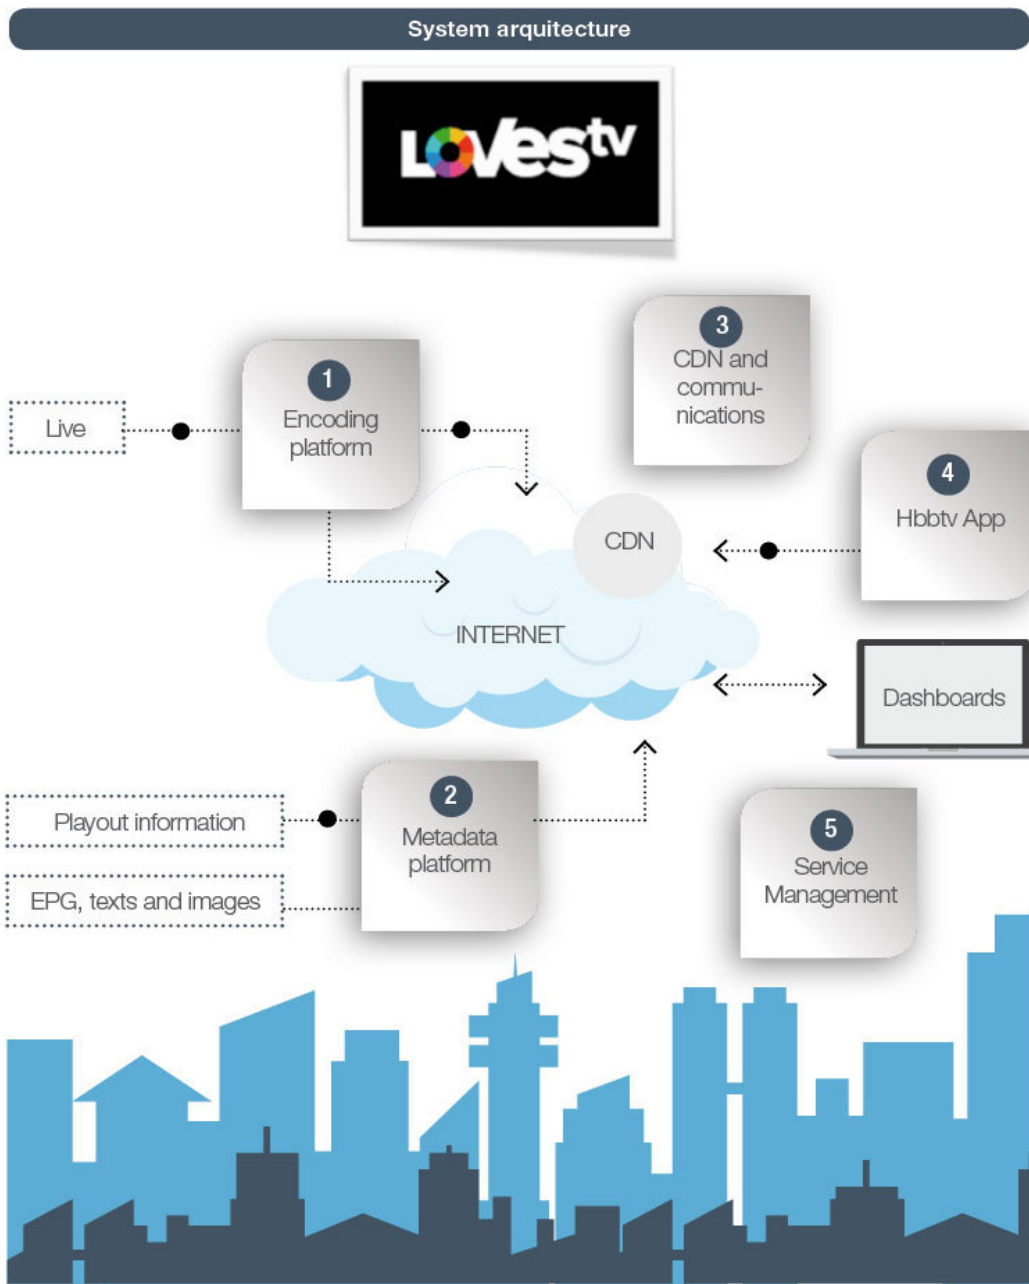 System arquitecture
LOVEStv
3
CDN and
commu-
nications
1
Encoding
platform
Live
4
Hbbtv App
CDN
INTERNET
Dashboards
2
Metadata
platform
Playout information
EPG, texts and images
5
Service
Management